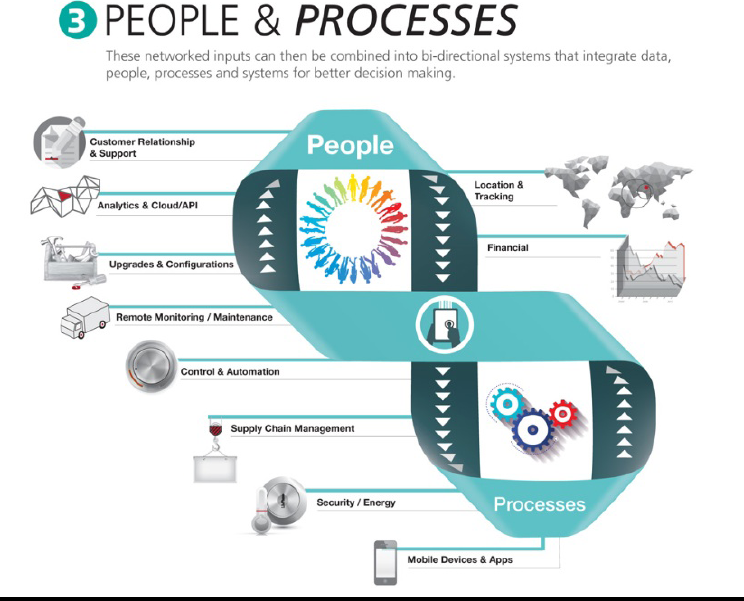 3 PEOPLE & PROCESSES
These networked inputs can then be combined into bi-directional systems that integrate data,
people, processes and systems for better decision making.
People
Customer Relationship
& Support
Analytics & Cloud/API
Upgrades & Configurations
Remote Monitoring / Maintenance
Control & Automation
Supply Chain Management
Security / Energy
Mobile Devices & Apps
Location &
Tracking
Financial
Processes